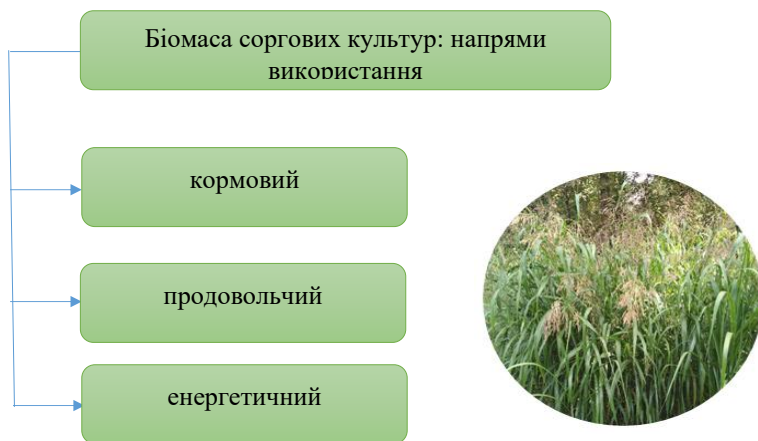 Біомаса соргових культур: напрями
використання
кормовий
продовольчий
енергетичний